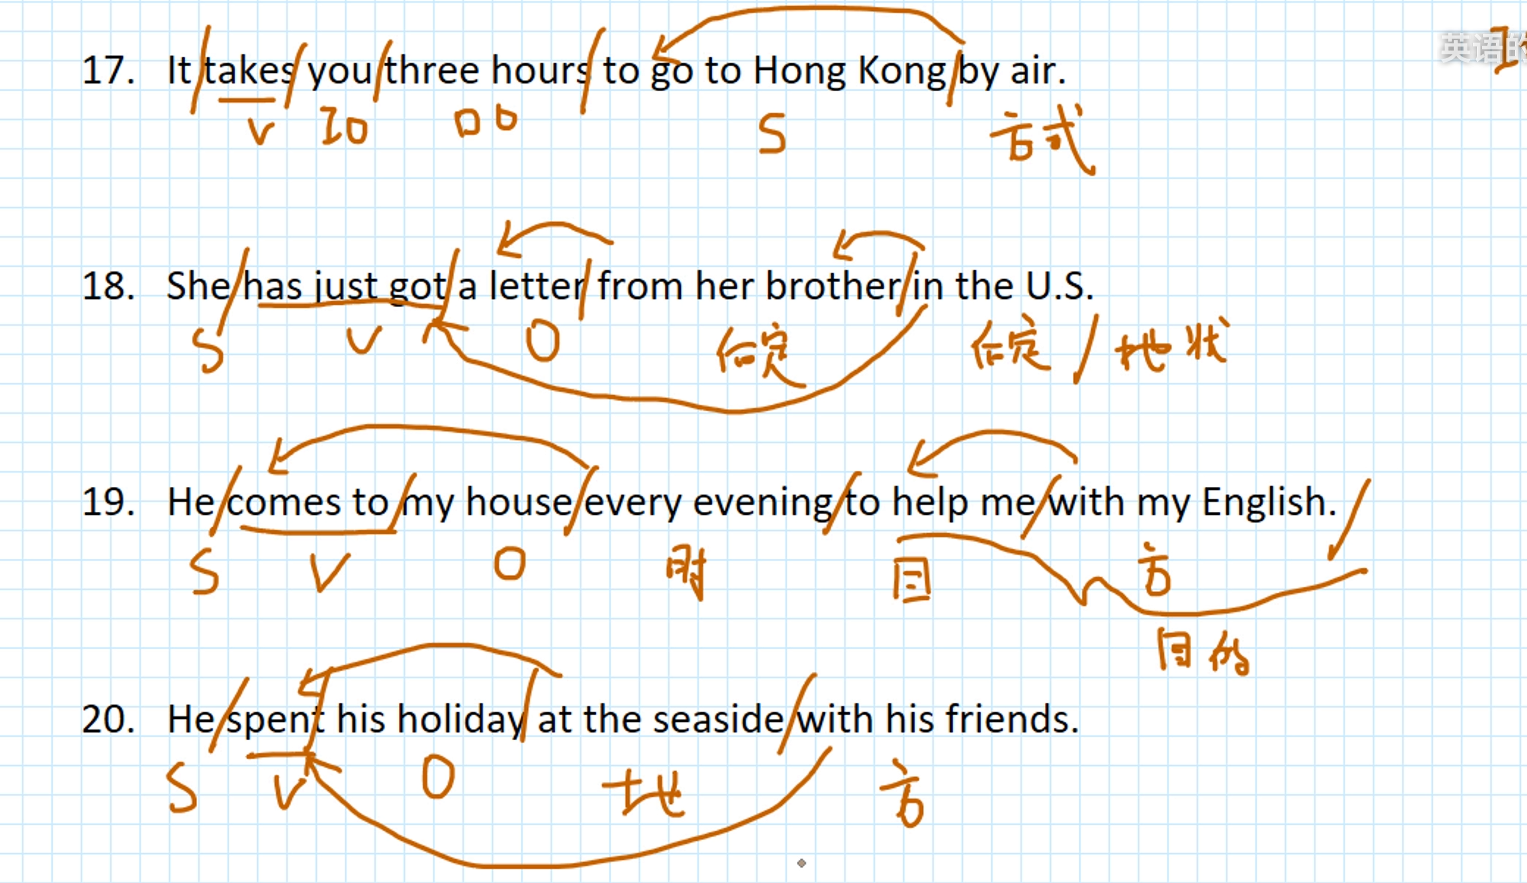 英语的
17. It takes you three hours to go to Hong Kong by air.
V IO DO S 方式
18. She has just got a letter from her brother in the U.S.
S V O 后定 后定 / 地状
19. He comes to my house every evening to help me with my English.
S V O 时 目 方
目的
20. He spent his holiday at the seaside with his friends.
S V O 地 方